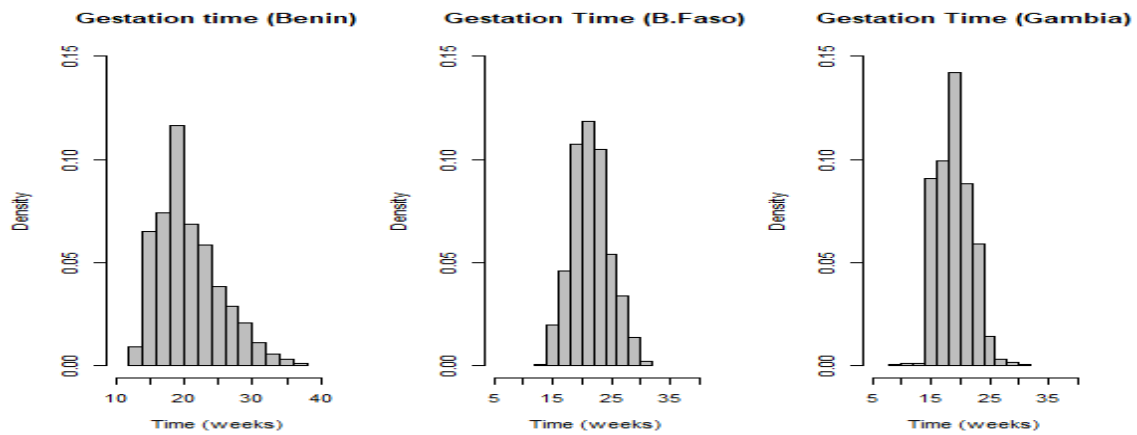 Gestation time (Benin)
0.15
0.10
0.05
0.00
Density
10 20 30 40
Time (weeks)
Gestation Time (B.Faso)
0.15
0.10
0.05
0.00
Density
5 15 25 35
Time (weeks)
Gestation Time (Gambia)
0.15
0.10
0.05
0.00
Density
5 15 25 35
Time (weeks)